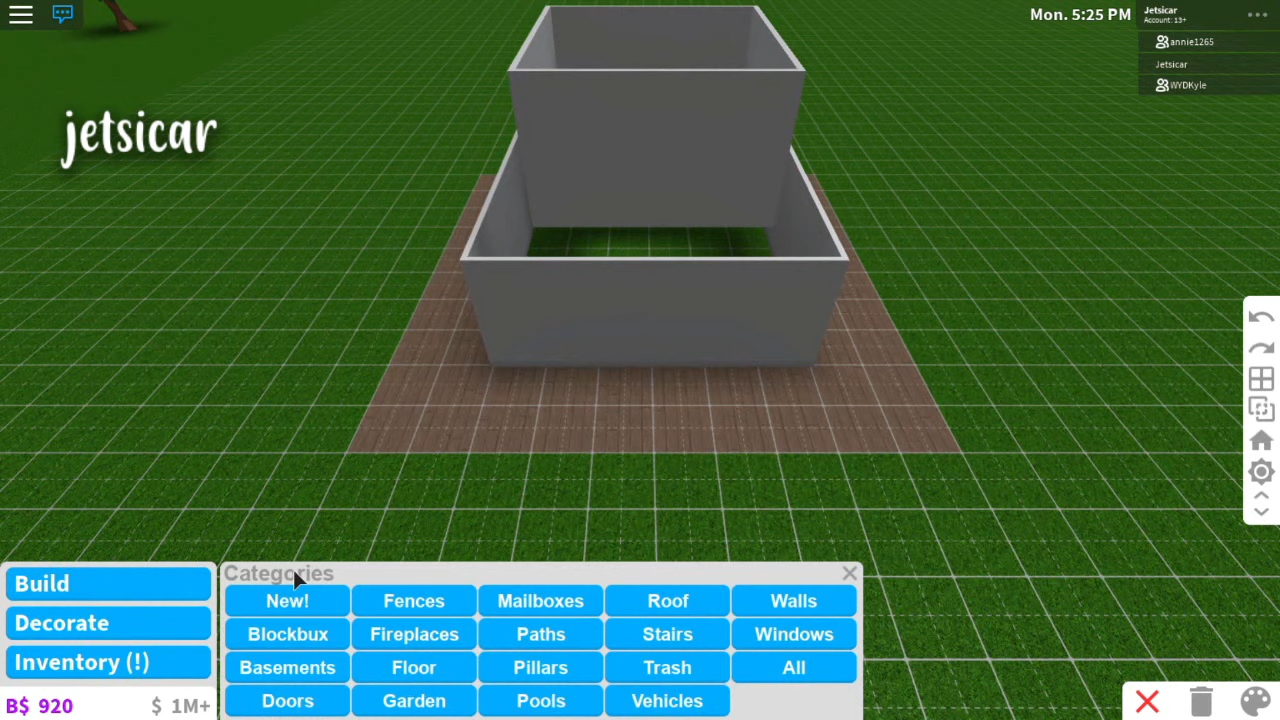 Mon. 5:25 PM
Jetsicar
Account: 13+
annie1265
Jetsicar
WYDKyle
jetsicar
Build
Decorate
Inventory (!)
B$ 920
$ 1M+
Categories
New! Fences Mailboxes Roof Walls
Blockbux Fireplaces Paths Stairs Windows
Basements Floor Pillars Trash All
Doors Garden Pools Vehicles